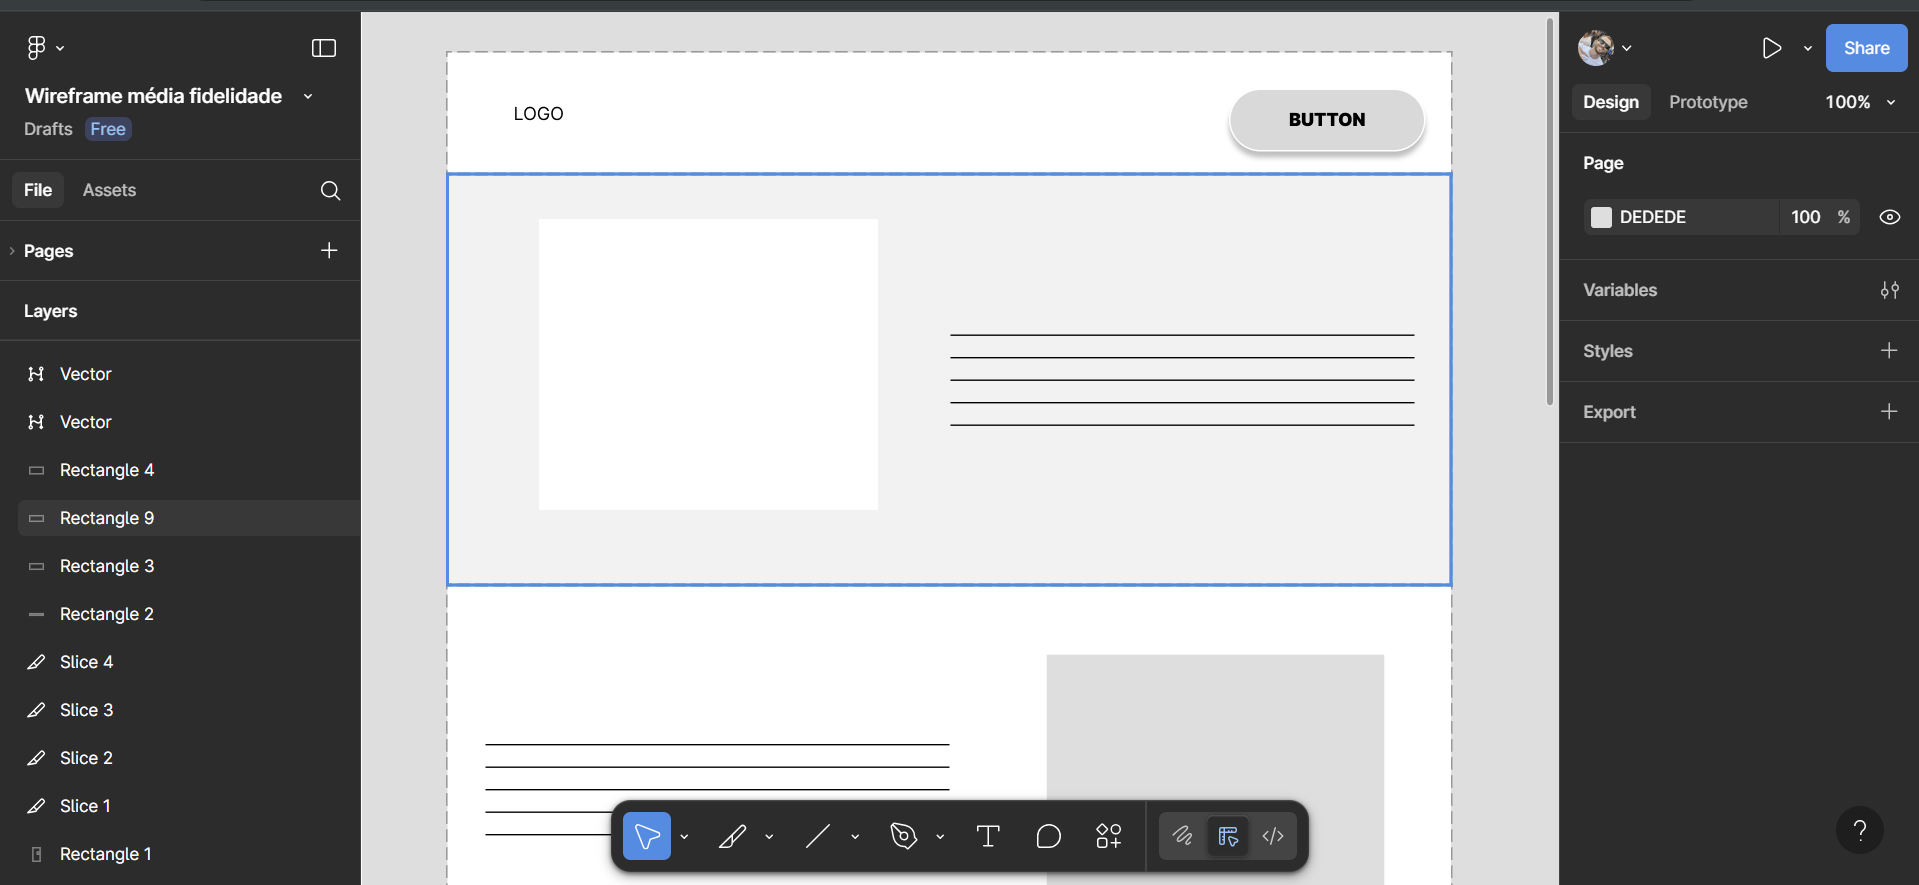 Wireframe média fidelidade
Drafts Free
File Assets
Pages
Layers
Vector
Vector
Rectangle 4
Rectangle 9
Rectangle 3
Rectangle 2
Slice 4
Slice 3
Slice 2
Slice 1
Rectangle 1
LOGO
BUTTON
Share
Design Prototype 100%
Page
DEDEDE 100 %
Variables
Styles
Export
?